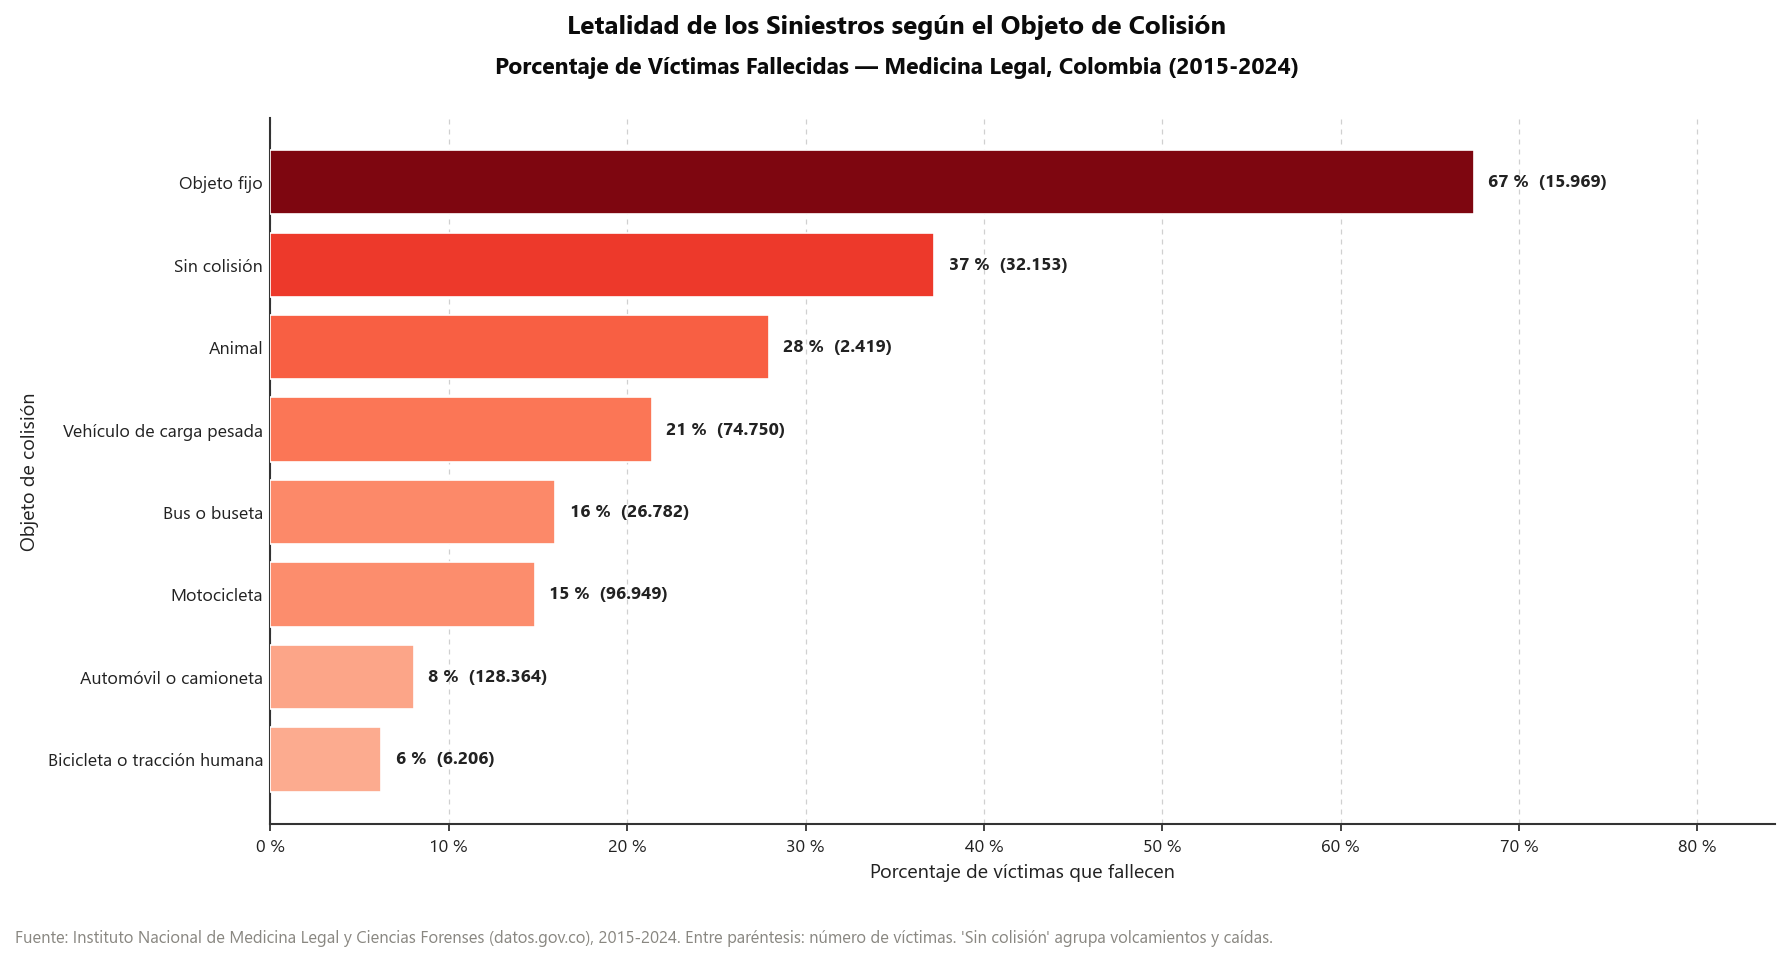 Letalidad de los Siniestros según el Objeto de Colisión
Porcentaje de Víctimas Fallecidas — Medicina Legal, Colombia (2015-2024)
Objeto de colisión
Objeto fijo 67 % (15.969)
Sin colisión 37 % (32.153)
Animal 28 % (2.419)
Vehículo de carga pesada 21 % (74.750)
Bus o buseta 16 % (26.782)
Motocicleta 15 % (96.949)
Automóvil o camioneta 8 % (128.364)
Bicicleta o tracción humana 6 % (6.206)
0 % 10 % 20 % 30 % 40 % 50 % 60 % 70 % 80 %
Porcentaje de víctimas que fallecen
Fuente: Instituto Nacional de Medicina Legal y Ciencias Forenses (datos.gov.co), 2015-2024. Entre paréntesis: número de víctimas. 'Sin colisión' agrupa volcamientos y caídas.